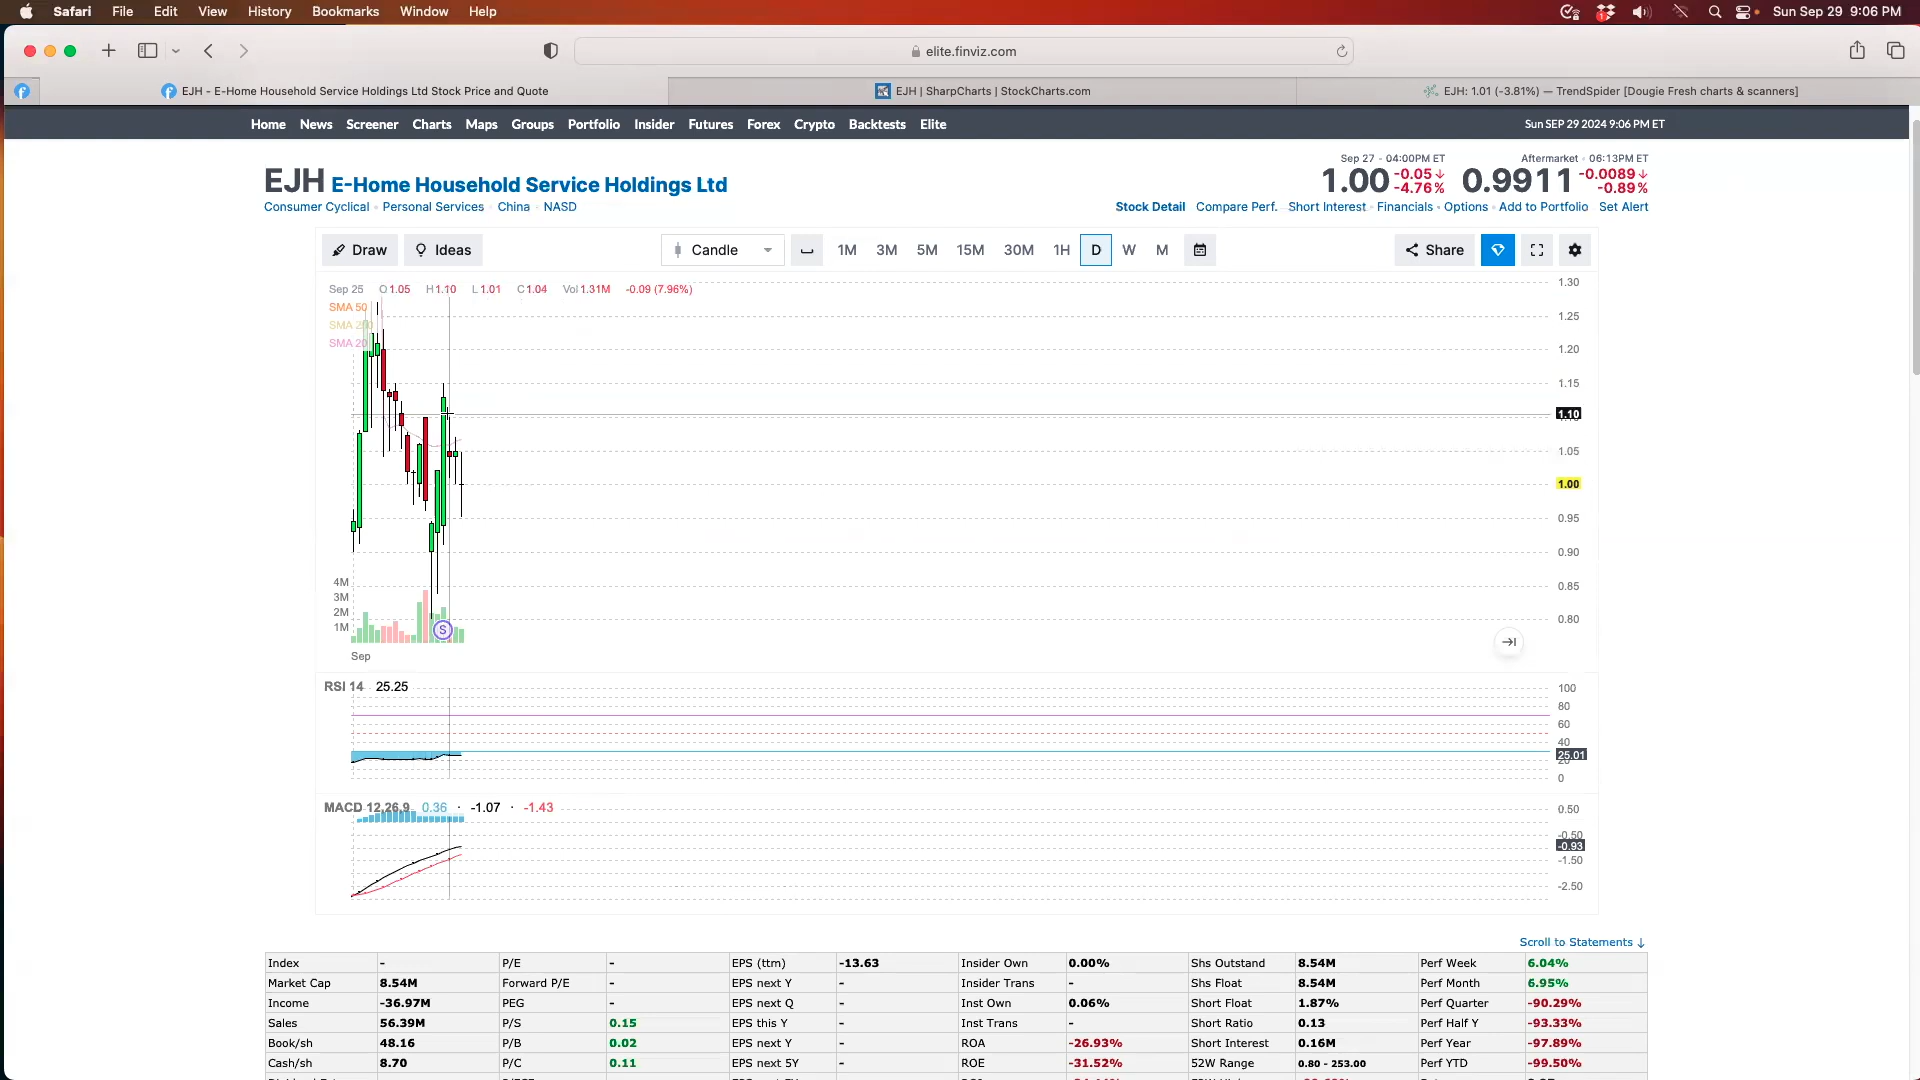 Safari File Edit View History Bookmarks Window Help Sun Sep 29 9:06 PM
elite.finviz.com
EJH - E-Home Household Service Holdings Ltd Stock Price and Quote EJH | SharpCharts | StockCharts.com EJH: 1.01 (-3.81%) — TrendSpider [Dougie Fresh charts & scanners]
Home News Screener Charts Maps Groups Portfolio Insider Futures Forex Crypto Backtests Elite Sun SEP 29 2024 9:06 PM ET
Sep 27 - 04:00PM ET Aftermarket · 06:13PM ET
EJH E-Home Household Service Holdings Ltd 1.00 -0.05↓ -4.76% 0.9911 -0.0089↓ -0.89%
Consumer Cyclical · Personal Services · China · NASD Stock Detail Compare Perf. Short Interest · Financials · Options · Add to Portfolio Set Alert
Draw Ideas Candle 1M 3M 5M 15M 30M 1H D W M Share
Sep 25 O 1.05 H 1.10 L 1.01 C 1.04 Vol 1.31M -0.09 (7.96%) 1.30
SMA 50
1.25
SMA 200
SMA 20
1.20
1.15
1.10
1.05
1.00
0.95
0.90
4M 0.85
3M
2M 0.80
1M S
Sep
RSI 14 25.25 100
80
60
40
25.01
20
0
MACD 12,26,9 0.36 · -1.07 · -1.43 0.50
-0.50
-0.93
-1.50
-2.50
Scroll to Statements ↓
Index - P/E - EPS (ttm) -13.63 Insider Own 0.00% Shs Outstand 8.54M Perf Week 6.04%
Market Cap 8.54M Forward P/E - EPS next Y - Insider Trans - Shs Float 8.54M Perf Month 6.95%
Income -36.97M PEG - EPS next Q - Inst Own 0.06% Short Float 1.87% Perf Quarter -90.29%
Sales 56.39M P/S 0.15 EPS this Y - Inst Trans - Short Ratio 0.13 Perf Half Y -93.33%
Book/sh 48.16 P/B 0.02 EPS next Y - ROA -26.93% Short Interest 0.16M Perf Year -97.89%
Cash/sh 8.70 P/C 0.11 EPS next 5Y - ROE -31.52% 52W Range 0.80 - 253.00 Perf YTD -99.50%